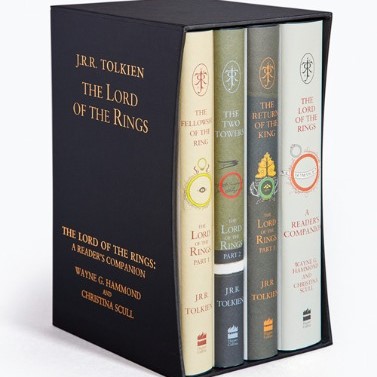 J.R.R. TOLKIEN
THE LORD
OF THE RINGS
THE LORD OF THE RINGS:
A READER'S COMPANION
WAYNE G. HAMMOND
AND
CHRISTINA SCULL
THE
FELLOWSHIP
OF THE
RING
THE
LORD
OF THE
RINGS
PART 1
J.R.R.
TOLKIEN
THE
TWO
TOWERS
THE
LORD
OF THE
RINGS
PART 2
J.R.R.
TOLKIEN
THE
RETURN
OF THE
KING
THE
LORD
OF THE
RINGS
PART 3
J.R.R.
TOLKIEN
THE
LORD
OF THE
RINGS
A
READER'S
COMPANION
WAYNE G.
HAMMOND
AND
CHRISTINA
SCULL